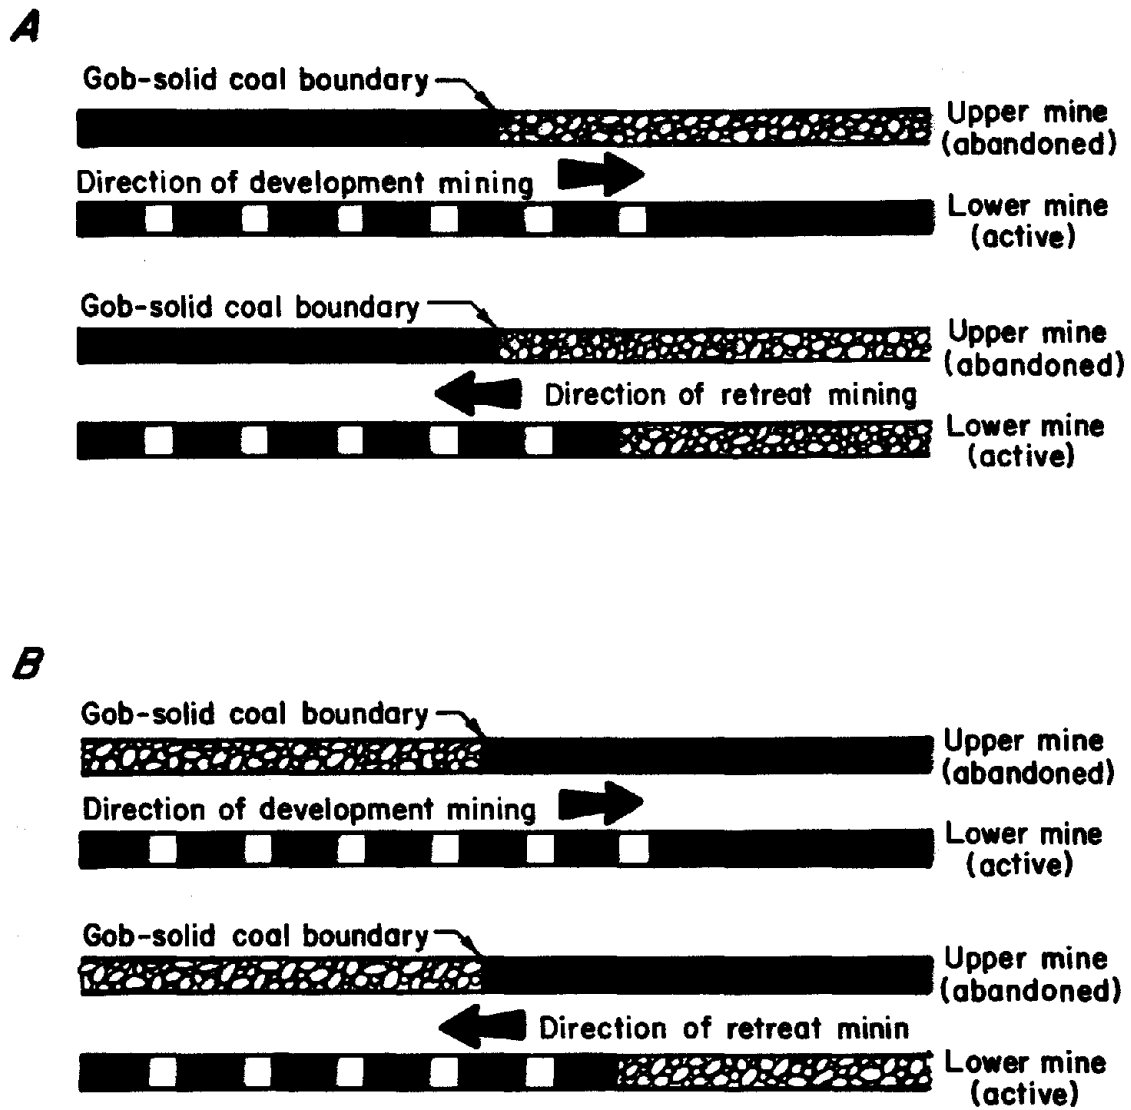 A
Gob-solid coal boundary
Upper mine
(abandoned)
Direction of development mining
Lower mine
(active)
Gob-solid coal boundary
Upper mine
(abandoned)
Direction of retreat mining
Lower mine
(active)
B
Gob-solid coal boundary
Upper mine
(abandoned)
Direction of development mining
Lower mine
(active)
Gob-solid coal boundary
Upper mine
(abandoned)
Direction of retreat minin
Lower mine
(active)